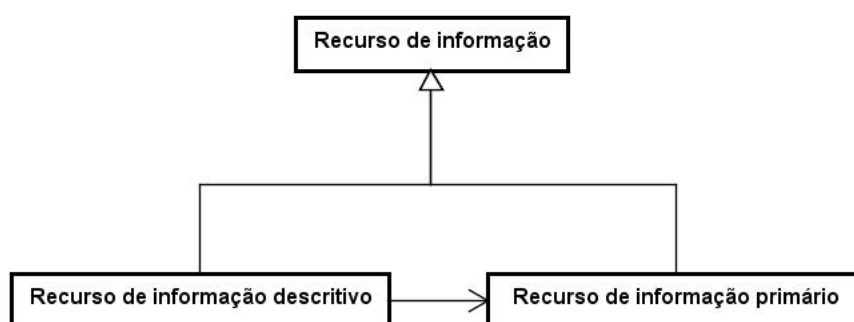 Recurso de informação
Recurso de informação descritivo
Recurso de informação primário